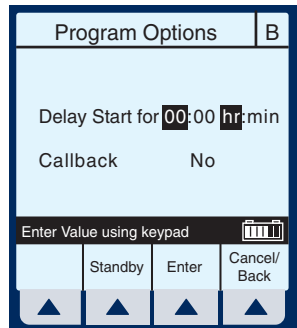 Program Options B
Delay Start for 00:00 hr:min
Callback No
Enter Value using keypad
Standby Enter Cancel/
Back